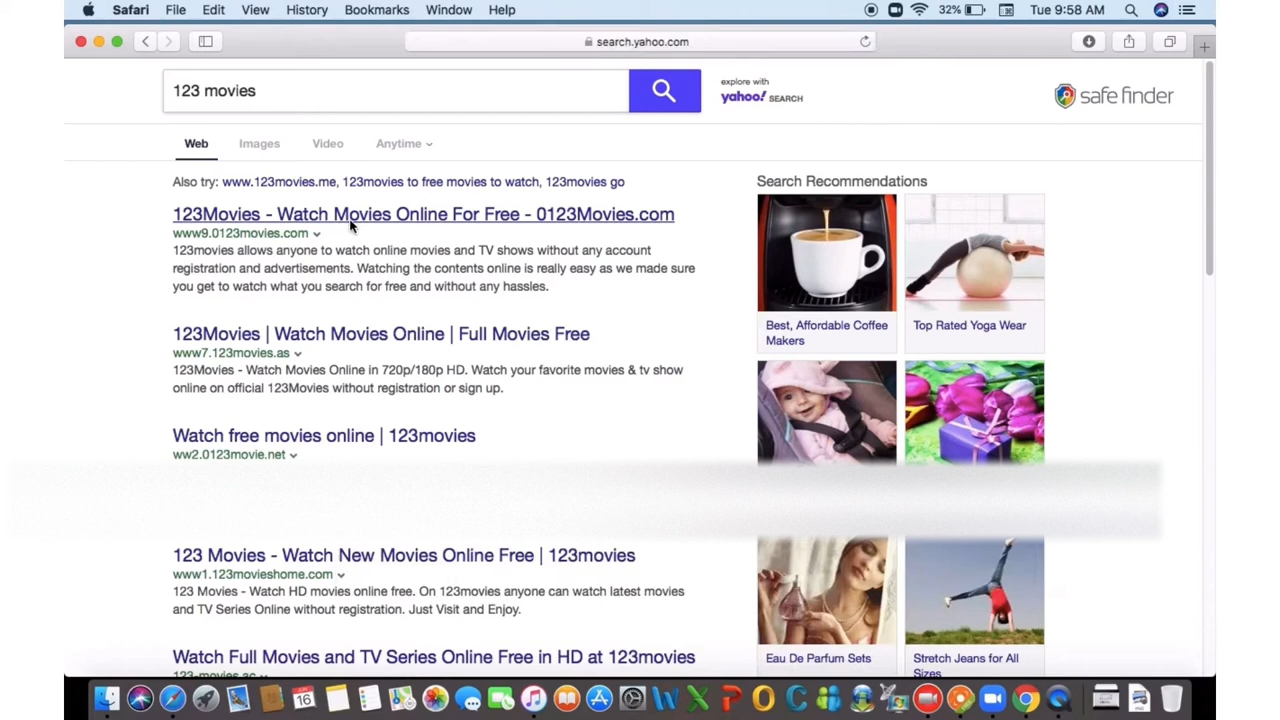 Safari File Edit View History Bookmarks Window Help 32% Tue 9:58 AM
search.yahoo.com
123 movies
explore with
yahoo! SEARCH
safe finder
Web Images Video Anytime
Also try: www.123movies.me, 123movies to free movies to watch, 123movies go
123Movies - Watch Movies Online For Free - 0123Movies.com
www9.0123movies.com
123movies allows anyone to watch online movies and TV shows without any account
registration and advertisements. Watching the contents online is really easy as we made sure
you get to watch what you search for free and without any hassles.
123Movies | Watch Movies Online | Full Movies Free
www7.123movies.as
123Movies - Watch Movies Online in 720p/180p HD. Watch your favorite movies & tv show
online on official 123Movies without registration or sign up.
Watch free movies online | 123movies
ww2.0123movie.net
123 Movies - Watch New Movies Online Free | 123movies
www1.123movieshome.com
123 Movies - Watch HD movies online free. On 123movies anyone can watch latest movies
and TV Series Online without registration. Just Visit and Enjoy.
Watch Full Movies and TV Series Online Free in HD at 123movies
Search Recommendations
Best, Affordable Coffee
Makers
Top Rated Yoga Wear
Eau De Parfum Sets
Stretch Jeans for All
Sizes